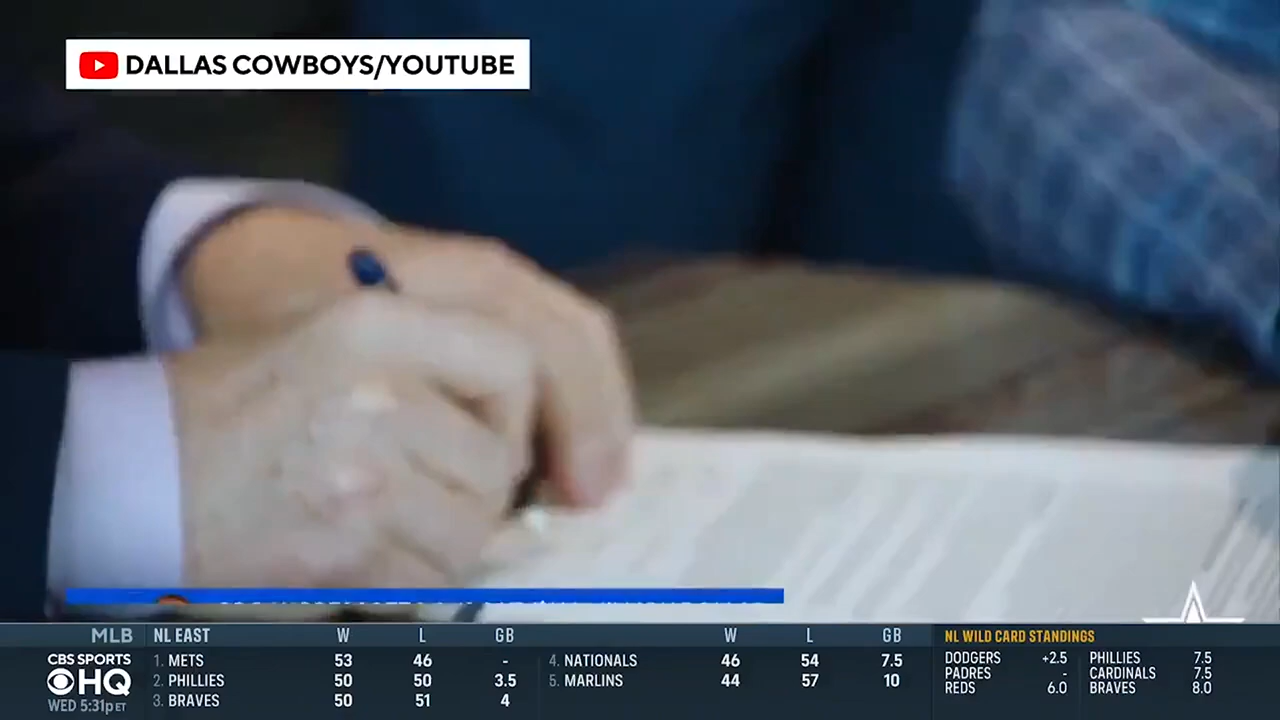 DALLAS COWBOYS/YOUTUBE
MLB NL EAST W L GB W L GB NL WILD CARD STANDINGS
1. METS 53 46 - 4. NATIONALS 46 54 7.5 DODGERS +2.5 PHILLIES 7.5
2. PHILLIES 50 50 3.5 5. MARLINS 44 57 10 PADRES - CARDINALS 7.5
3. BRAVES 50 51 4 REDS 6.0 BRAVES 8.0
CBS SPORTS
HQ
WED 5:31p ET